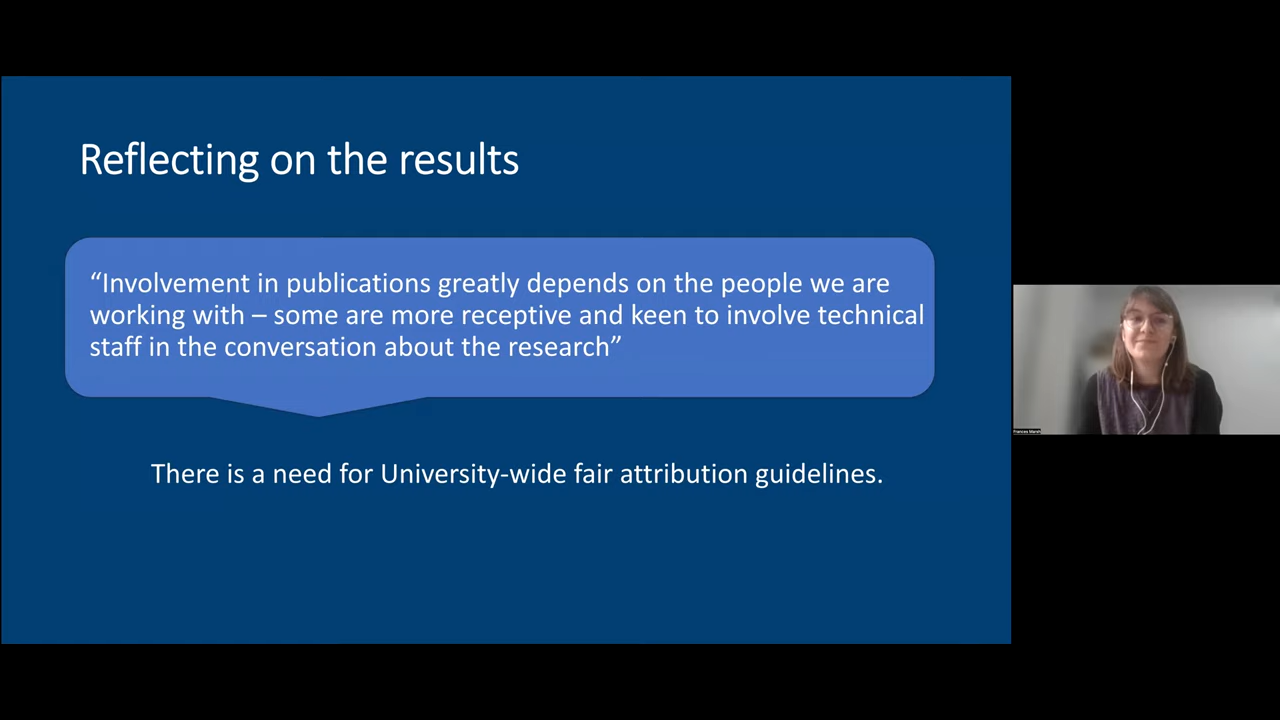 Reflecting on the results
“Involvement in publications greatly depends on the people we are
working with – some are more receptive and keen to involve technical
staff in the conversation about the research”
There is a need for University-wide fair attribution guidelines.
Frances Marsh